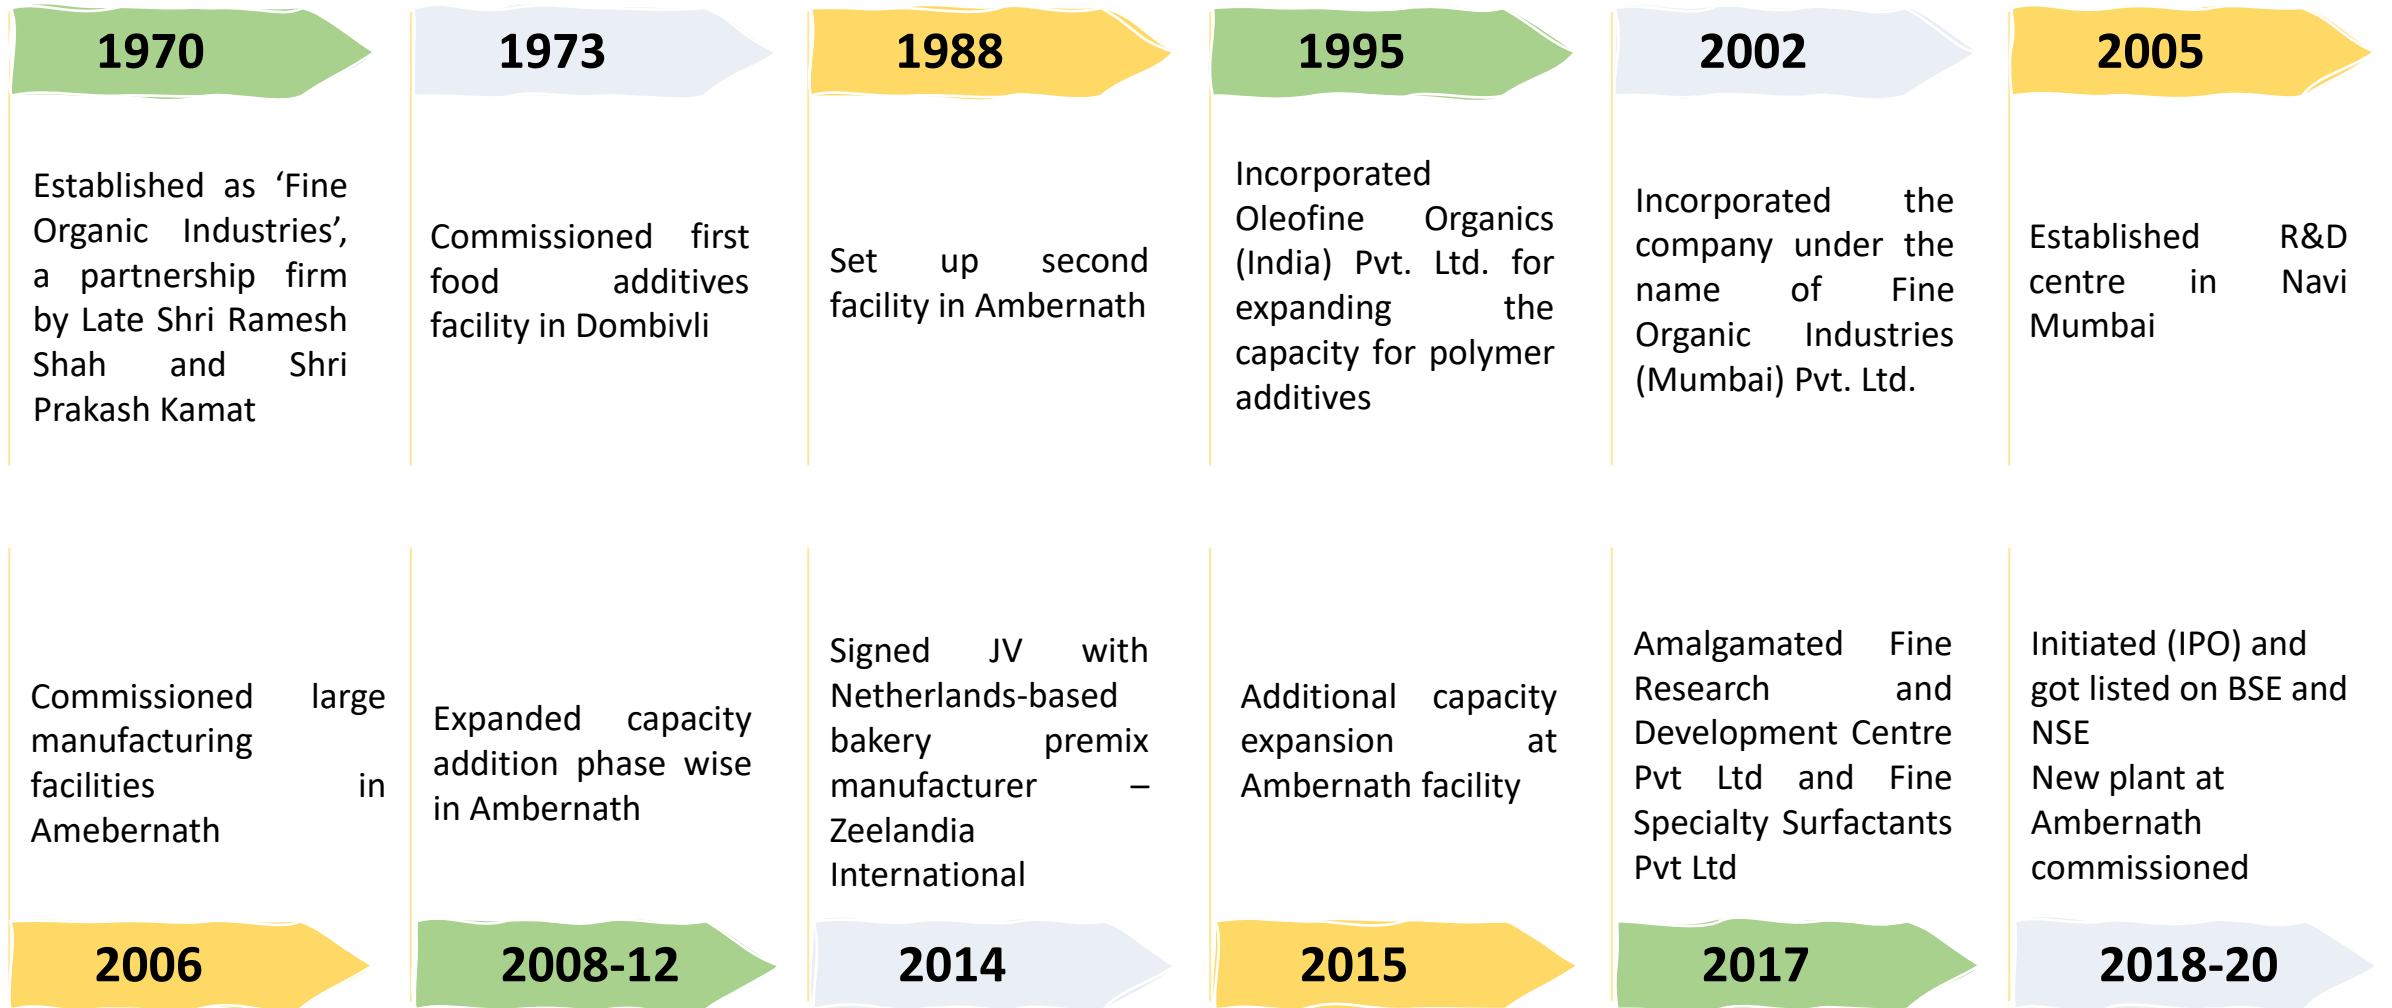 1970
Established as ‘Fine
Organic Industries’,
a partnership firm
by Late Shri Ramesh
Shah and Shri
Prakash Kamat
1973
Commissioned first
food additives
facility in Dombivli
1988
Set up second
facility in Ambernath
1995
Incorporated
Oleofine Organics
(India) Pvt. Ltd. for
expanding the
capacity for polymer
additives
2002
Incorporated the
company under the
name of Fine
Organic Industries
(Mumbai) Pvt. Ltd.
2005
Established R&D
centre in Navi
Mumbai
Commissioned large
manufacturing
facilities in
Amebernath
2006
Expanded capacity
addition phase wise
in Ambernath
2008-12
Signed JV with
Netherlands-based
bakery premix
manufacturer –
Zeelandia
International
2014
Additional capacity
expansion at
Ambernath facility
2015
Amalgamated Fine
Research and
Development Centre
Pvt Ltd and Fine
Specialty Surfactants
Pvt Ltd
2017
Initiated (IPO) and
got listed on BSE and
NSE
New plant at
Ambernath
commissioned
2018-20